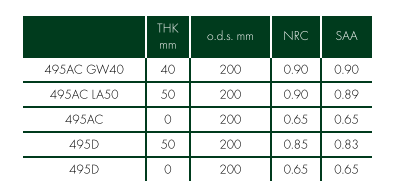 THK mm o.d.s. mm NRC SAA
495AC GW40 40 200 0.90 0.90
495AC LA50 50 200 0.90 0.89
495AC 0 200 0.65 0.65
495D 50 200 0.85 0.83
495D 0 200 0.65 0.65